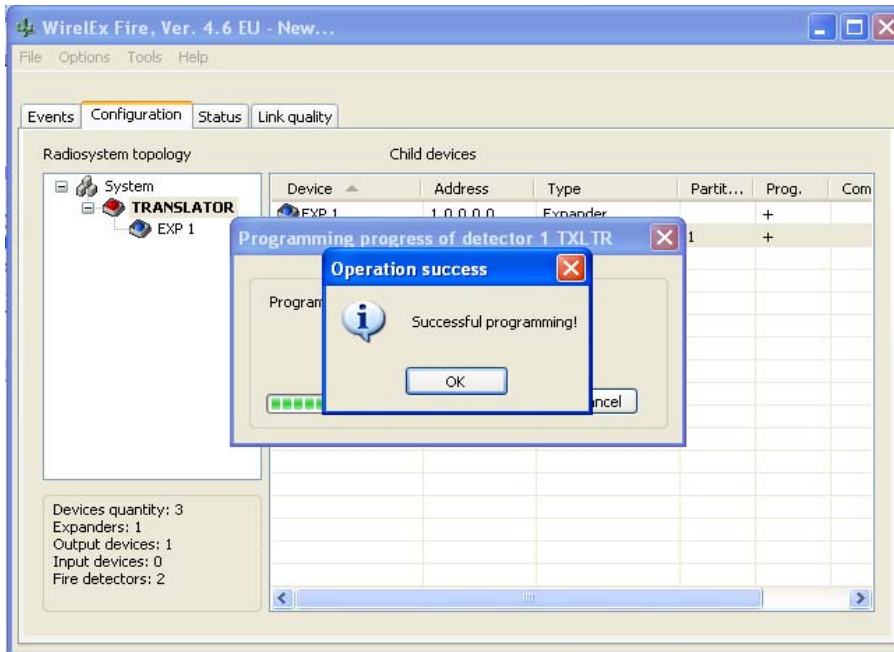 WirelEx Fire, Ver. 4.6 EU - New...
File Options Tools Help
Events Configuration Status Link quality
Radiosystem topology Child devices
System
TRANSLATOR
EXP 1
Device Address Type Partit... Prog. Com
EXP 1 1.0.0.0.0 Expander +
1 +
Programming progress of detector 1 TXLTR
Operation success
Successful programming!
OK
Devices quantity: 3
Expanders: 1
Output devices: 1
Input devices: 0
Fire detectors: 2